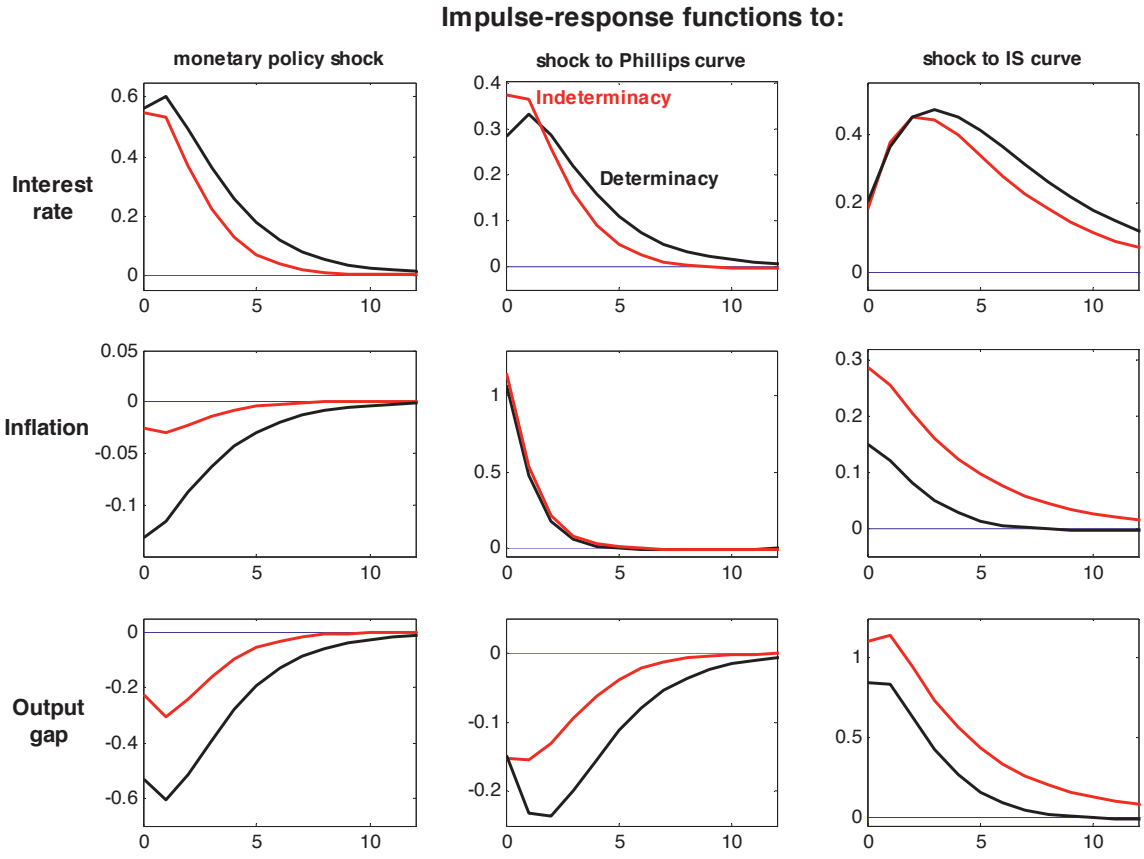 Impulse-response functions to:
monetary policy shock
shock to Phillips curve
shock to IS curve
Interest
rate
0.6
0.4
0.2
0
0 5 10
0.4
0.3
0.2
0.1
0
0 5 10
Indeterminacy
Determinacy
0.4
0.2
0
0 5 10
Inflation
0.05
0
-0.05
-0.1
0 5 10
1
0.5
0
0 5 10
0.3
0.2
0.1
0
0 5 10
Output
gap
0
-0.2
-0.4
-0.6
0 5 10
0
-0.1
-0.2
0 5 10
1
0.5
0
0 5 10